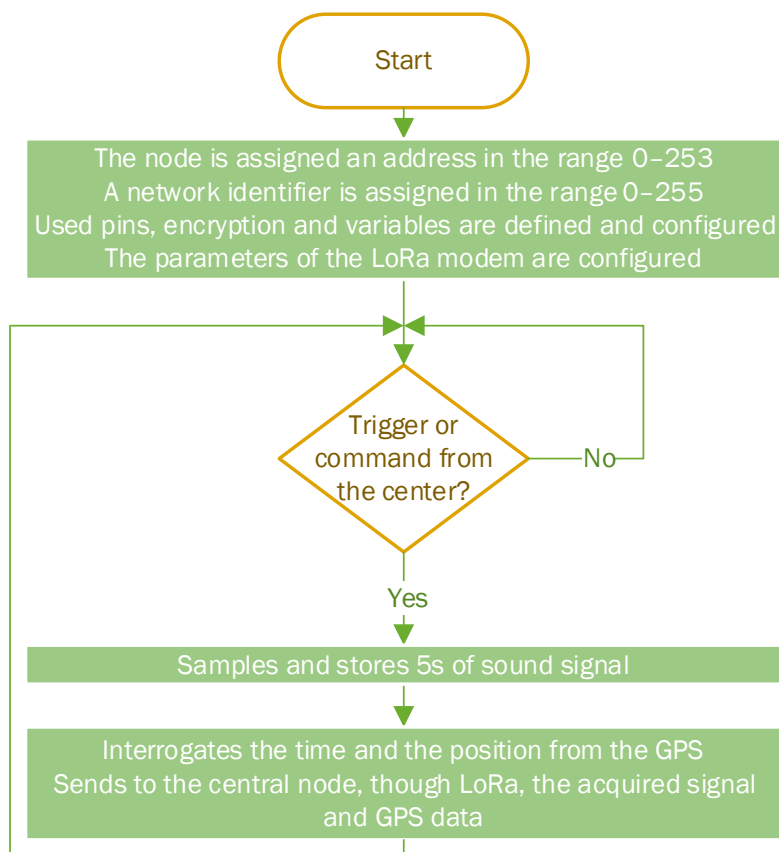 Start
The node is assigned an address in the range 0–253
A network identifier is assigned in the range 0–255
Used pins, encryption and variables are defined and configured
The parameters of the LoRa modem are configured
Trigger or
command from
the center?
No
Yes
Samples and stores 5s of sound signal
Interrogates the time and the position from the GPS
Sends to the central node, though LoRa, the acquired signal
and GPS data